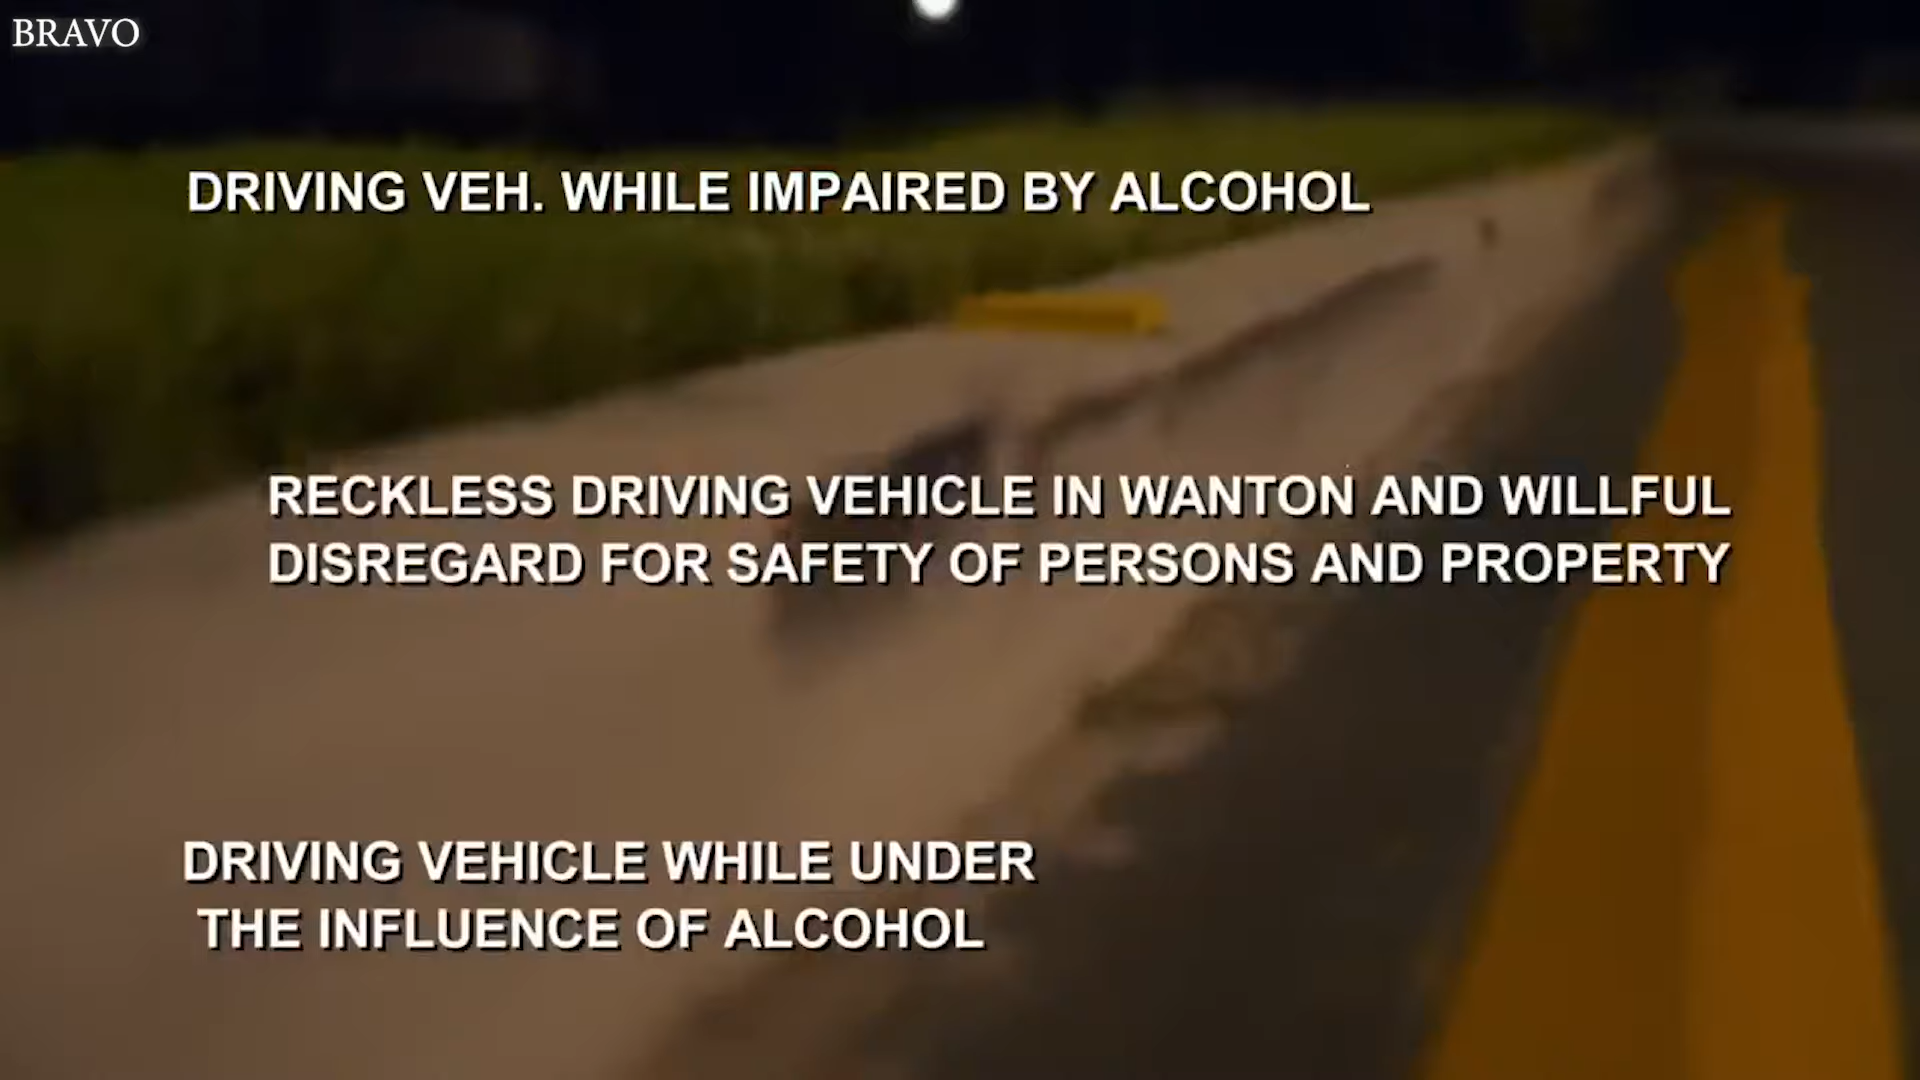 BRAVO
DRIVING VEH. WHILE IMPAIRED BY ALCOHOL
RECKLESS DRIVING VEHICLE IN WANTON AND WILLFUL
DISREGARD FOR SAFETY OF PERSONS AND PROPERTY
DRIVING VEHICLE WHILE UNDER
THE INFLUENCE OF ALCOHOL